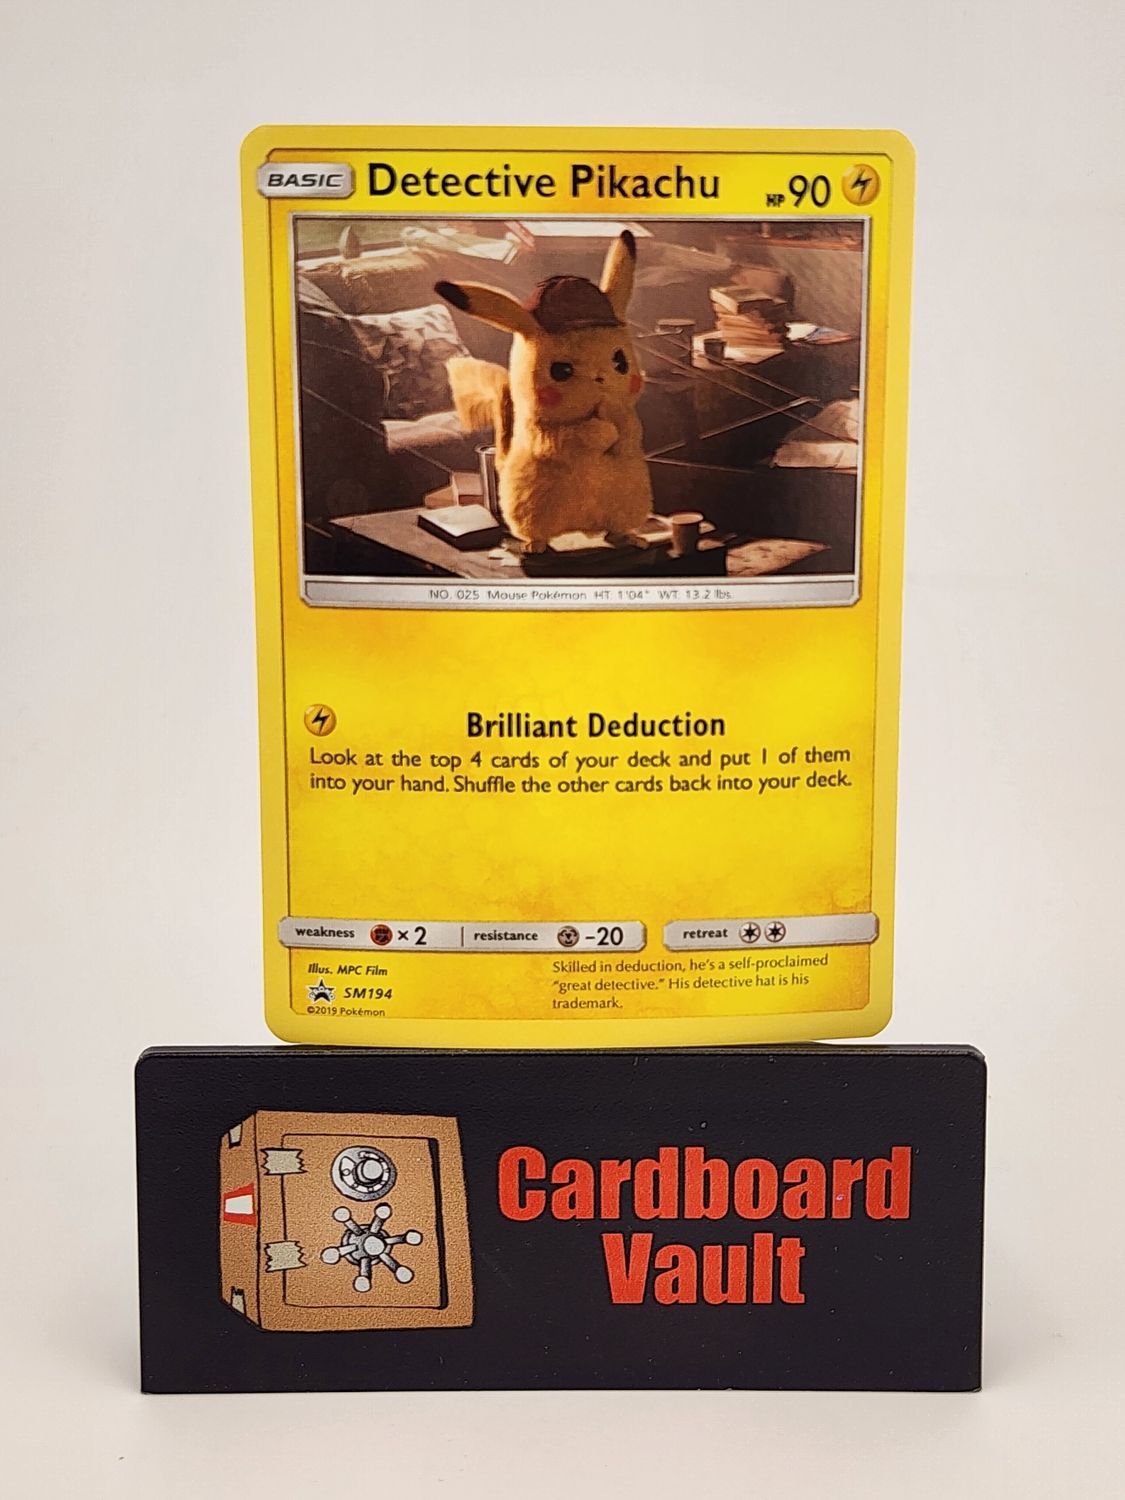 BASIC Detective Pikachu HP 90
NO. 025 Mouse Pokémon HT: 1'04" WT: 13.2 lbs.
Brilliant Deduction
Look at the top 4 cards of your deck and put 1 of them
into your hand. Shuffle the other cards back into your deck.
weakness × 2 resistance -20 retreat
Illus. MPC Film
SM194
©2019 Pokémon
Skilled in deduction, he's a self-proclaimed
"great detective." His detective hat is his
trademark.
Cardboard
Vault